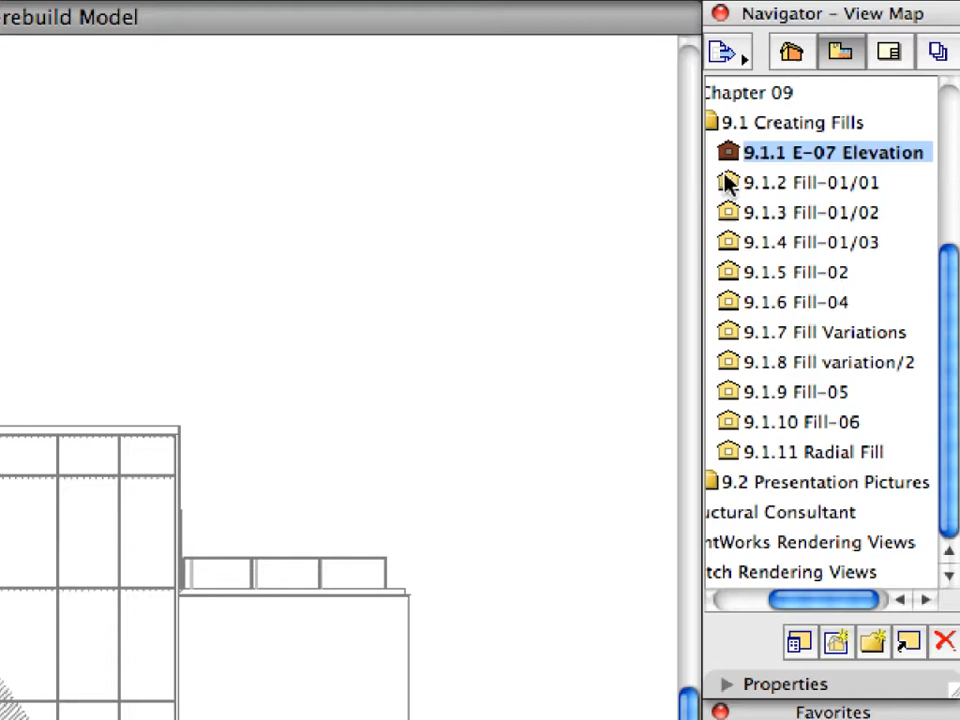 rebuild Model
Navigator - View Map
Chapter 09
9.1 Creating Fills
9.1.1 E-07 Elevation
9.1.2 Fill-01/01
9.1.3 Fill-01/02
9.1.4 Fill-01/03
9.1.5 Fill-02
9.1.6 Fill-04
9.1.7 Fill Variations
9.1.8 Fill variation/2
9.1.9 Fill-05
9.1.10 Fill-06
9.1.11 Radial Fill
9.2 Presentation Pictures
uctural Consultant
ntWorks Rendering Views
tch Rendering Views
Properties
Favorites